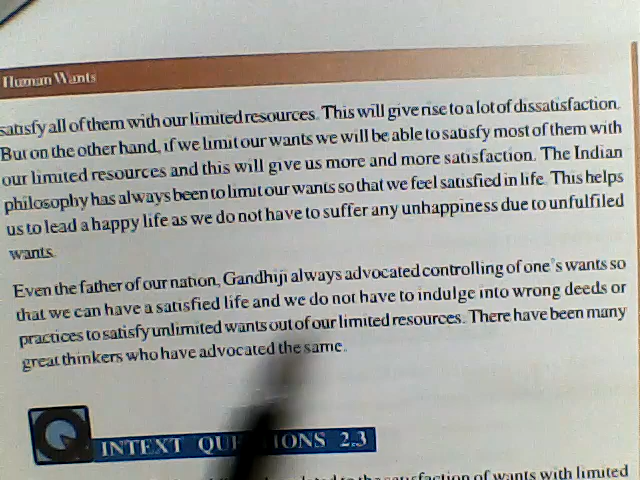 Human Wants
satisfy all of them with our limited resources. This will give rise to a lot of dissatisfaction.
But on the other hand, if we limit our wants we will be able to satisfy most of them with
our limited resources and this will give us more and more satisfaction. The Indian
philosophy has always been to limit our wants so that we feel satisfied in life. This helps
us to lead a happy life as we do not have to suffer any unhappiness due to unfulfilled
wants.
Even the father of our nation, Gandhiji always advocated controlling of one's wants so
that we can have a satisfied life and we do not have to indulge into wrong deeds or
practices to satisfy unlimited wants out of our limited resources. There have been many
great thinkers who have advocated the same.
INTEXT QUESTIONS 2.3
to the satisfaction of wants with limited